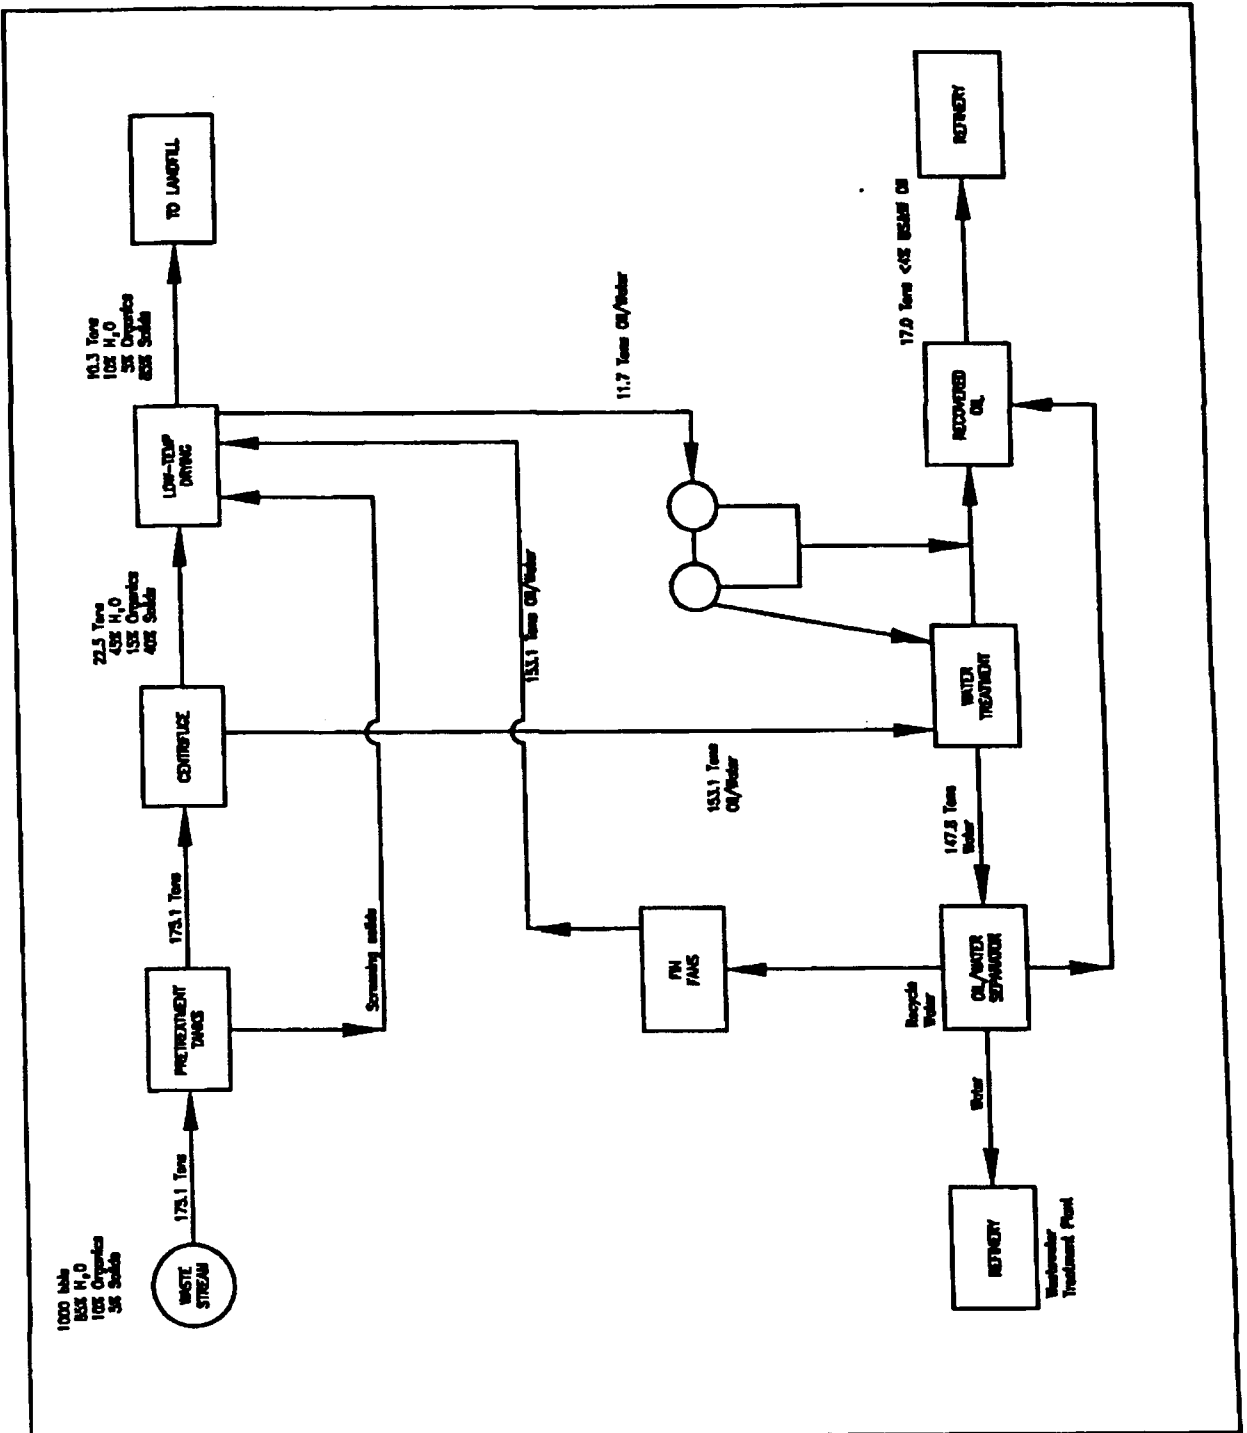 1000 bbls
85% H₂O
10% Organics
5% Solids
WASTE
STREAM
175.1 Tons
PRETREATMENT
TANKS
175.1 Tons
CENTRIFUGE
22.5 Tons
45% H₂O
15% Organics
40% Solids
LOW-TEMP
DRYING
10.3 Tons
10% H₂O
5% Organics
85% Solids
TO LANDFILL
Screening solids
153.1 Tons Oil/Water
11.7 Tons Oil/Water
FIN
FANS
153.1 Tons
Oil/Water
REFINERY
Wastewater
Treatment Plant
Water
Recycle
Water
OIL/WATER
SEPARATOR
147.8 Tons
Water
WATER
TREATMENT
RECOVERED
OIL
17.0 Tons <4% BS&W Oil
REFINERY